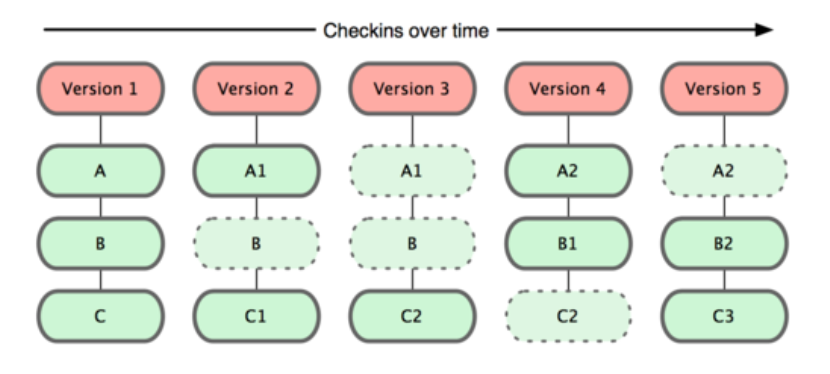 Checkins over time
Version 1 Version 2 Version 3 Version 4 Version 5
A A1 A1 A2 A2
B B B B1 B2
C C1 C2 C2 C3